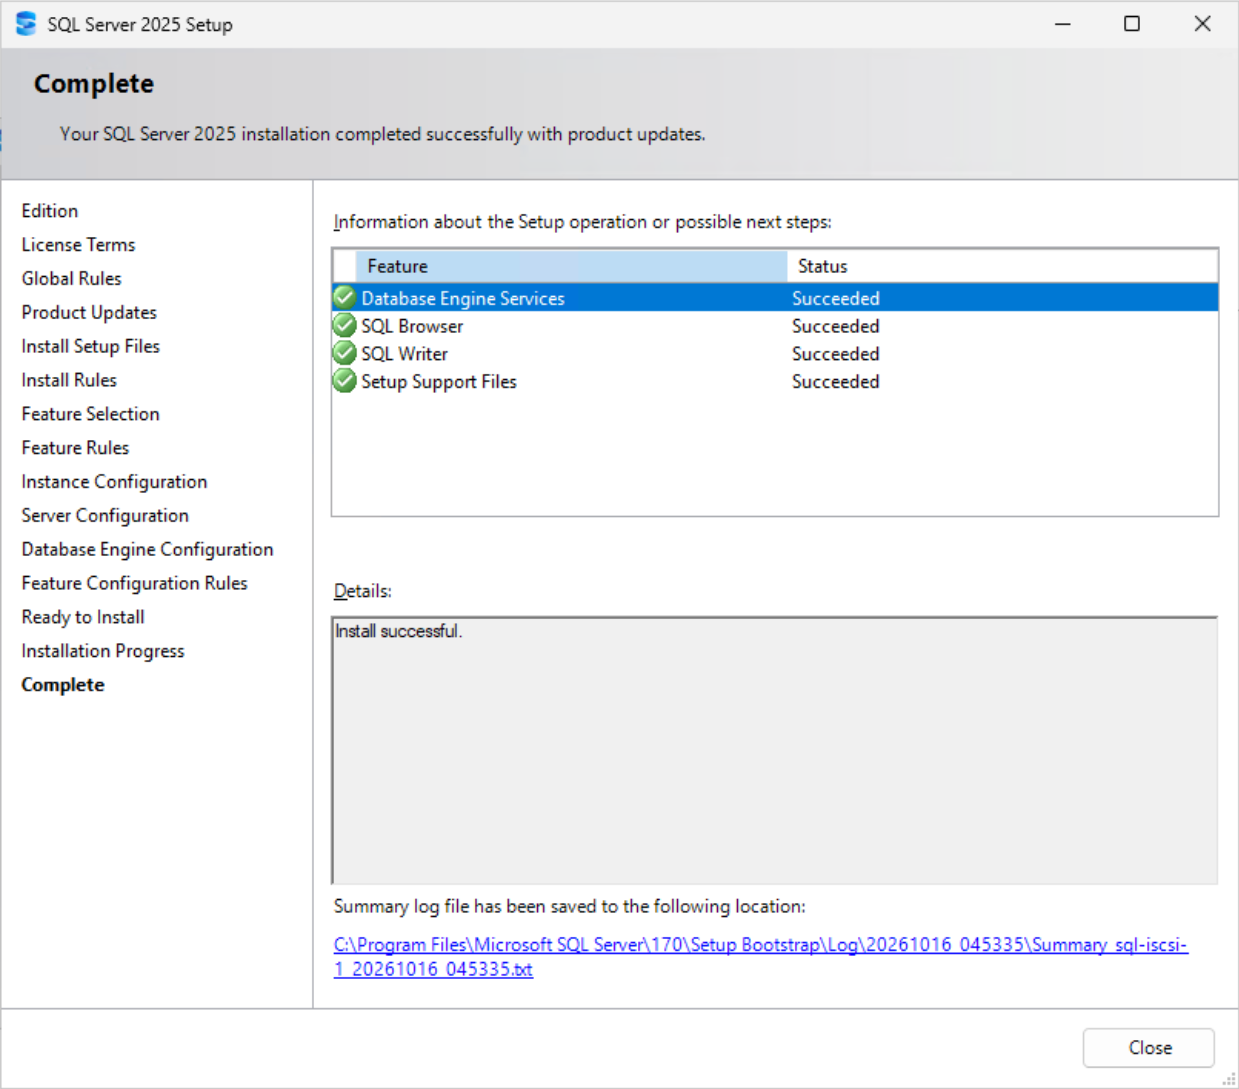 SQL Server 2025 Setup
Complete
Your SQL Server 2025 installation completed successfully with product updates.
Edition
License Terms
Global Rules
Product Updates
Install Setup Files
Install Rules
Feature Selection
Feature Rules
Instance Configuration
Server Configuration
Database Engine Configuration
Feature Configuration Rules
Ready to Install
Installation Progress
Complete
Information about the Setup operation or possible next steps:
Feature Status
Database Engine Services Succeeded
SQL Browser Succeeded
SQL Writer Succeeded
Setup Support Files Succeeded
Details:
Install successful.
Summary log file has been saved to the following location:
C:\Program Files\Microsoft SQL Server\170\Setup Bootstrap\Log\20261016_045335\Summary_sql-iscsi-
1_20261016_045335.txt
Close